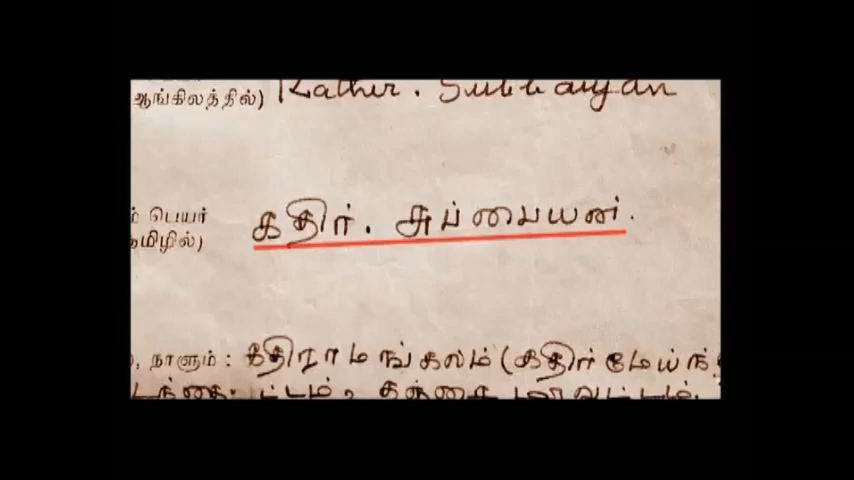 ஆங்கிலத்தில்) Kathir. Subbaiyan
பெயர் கதிர். சுப்பையன்.
தமிழில்)
நாளும் : கதிராமங்கலம் (கதிர் மேய்ந்